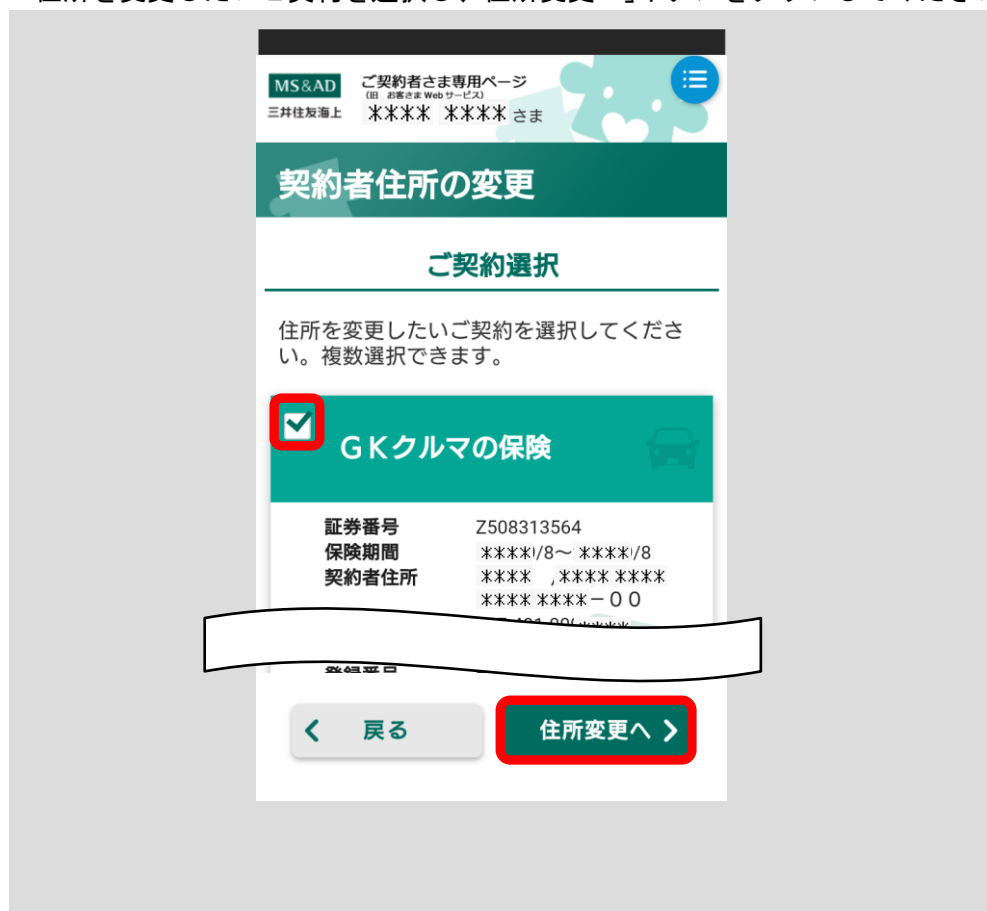 MS&AD
三井住友海上
ご契約者さま専用ページ
(旧 お客さま Web サービス)
**** **** さま
契約者住所の変更
ご契約選択
住所を変更したいご契約を選択してくださ
い。複数選択できます。
GKクルマの保険
証券番号 Z508313564
保険期間 ****/8～ ****/8
契約者住所 **** , **** ****
**** ****－００
登録番号
戻る
住所変更へ